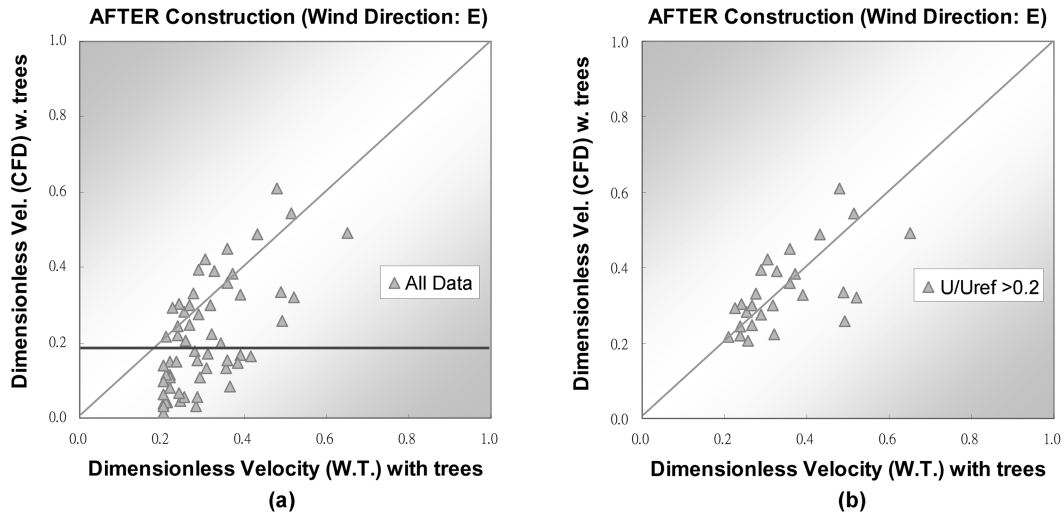 AFTER Construction (Wind Direction: E)
Dimensionless Vel. (CFD) w. trees
1.0
0.8
0.6
0.4
0.2
0.0
All Data
0.0 0.2 0.4 0.6 0.8 1.0
Dimensionless Velocity (W.T.) with trees
(a)
AFTER Construction (Wind Direction: E)
Dimensionless Vel. (CFD) w. trees
1.0
0.8
0.6
0.4
0.2
0.0
U/Uref >0.2
0.0 0.2 0.4 0.6 0.8 1.0
Dimensionless Velocity (W.T.) with trees
(b)